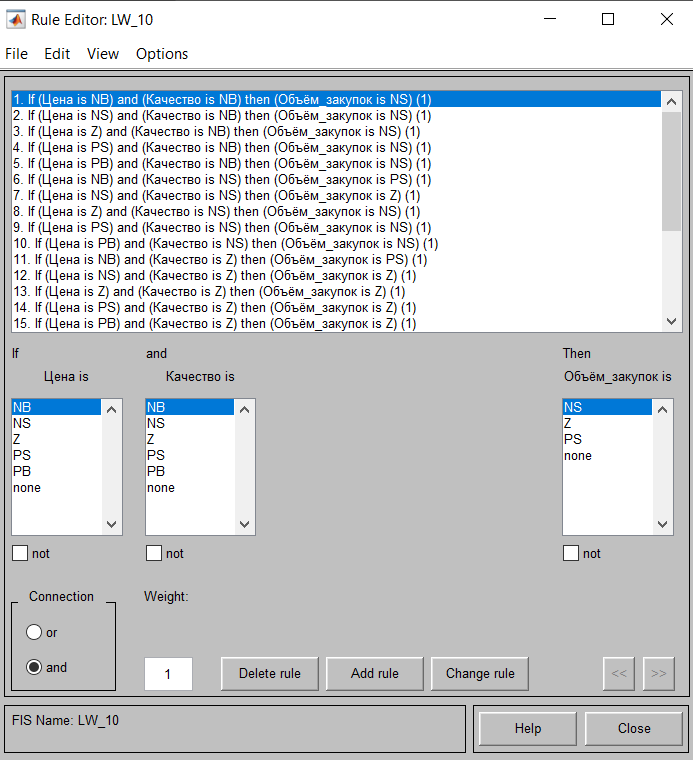 Rule Editor: LW_10
File Edit View Options
1. If (Цена is NB) and (Качество is NB) then (Объём_закупок is NS) (1)
2. If (Цена is NS) and (Качество is NB) then (Объём_закупок is NS) (1)
3. If (Цена is Z) and (Качество is NB) then (Объём_закупок is NS) (1)
4. If (Цена is PS) and (Качество is NB) then (Объём_закупок is NS) (1)
5. If (Цена is PB) and (Качество is NB) then (Объём_закупок is NS) (1)
6. If (Цена is NB) and (Качество is NS) then (Объём_закупок is PS) (1)
7. If (Цена is NS) and (Качество is NS) then (Объём_закупок is Z) (1)
8. If (Цена is Z) and (Качество is NS) then (Объём_закупок is NS) (1)
9. If (Цена is PS) and (Качество is NS) then (Объём_закупок is NS) (1)
10. If (Цена is PB) and (Качество is NS) then (Объём_закупок is NS) (1)
11. If (Цена is NB) and (Качество is Z) then (Объём_закупок is PS) (1)
12. If (Цена is NS) and (Качество is Z) then (Объём_закупок is Z) (1)
13. If (Цена is Z) and (Качество is Z) then (Объём_закупок is Z) (1)
14. If (Цена is PS) and (Качество is Z) then (Объём_закупок is Z) (1)
15. If (Цена is PB) and (Качество is Z) then (Объём_закупок is Z) (1)
If and Then
Цена is Качество is Объём_закупок is
NB NB NS
NS NS Z
Z Z PS
PS PS none
PB PB
none none
not not not
Connection Weight:
or
and 1 Delete rule Add rule Change rule << >>
FIS Name: LW_10 Help Close